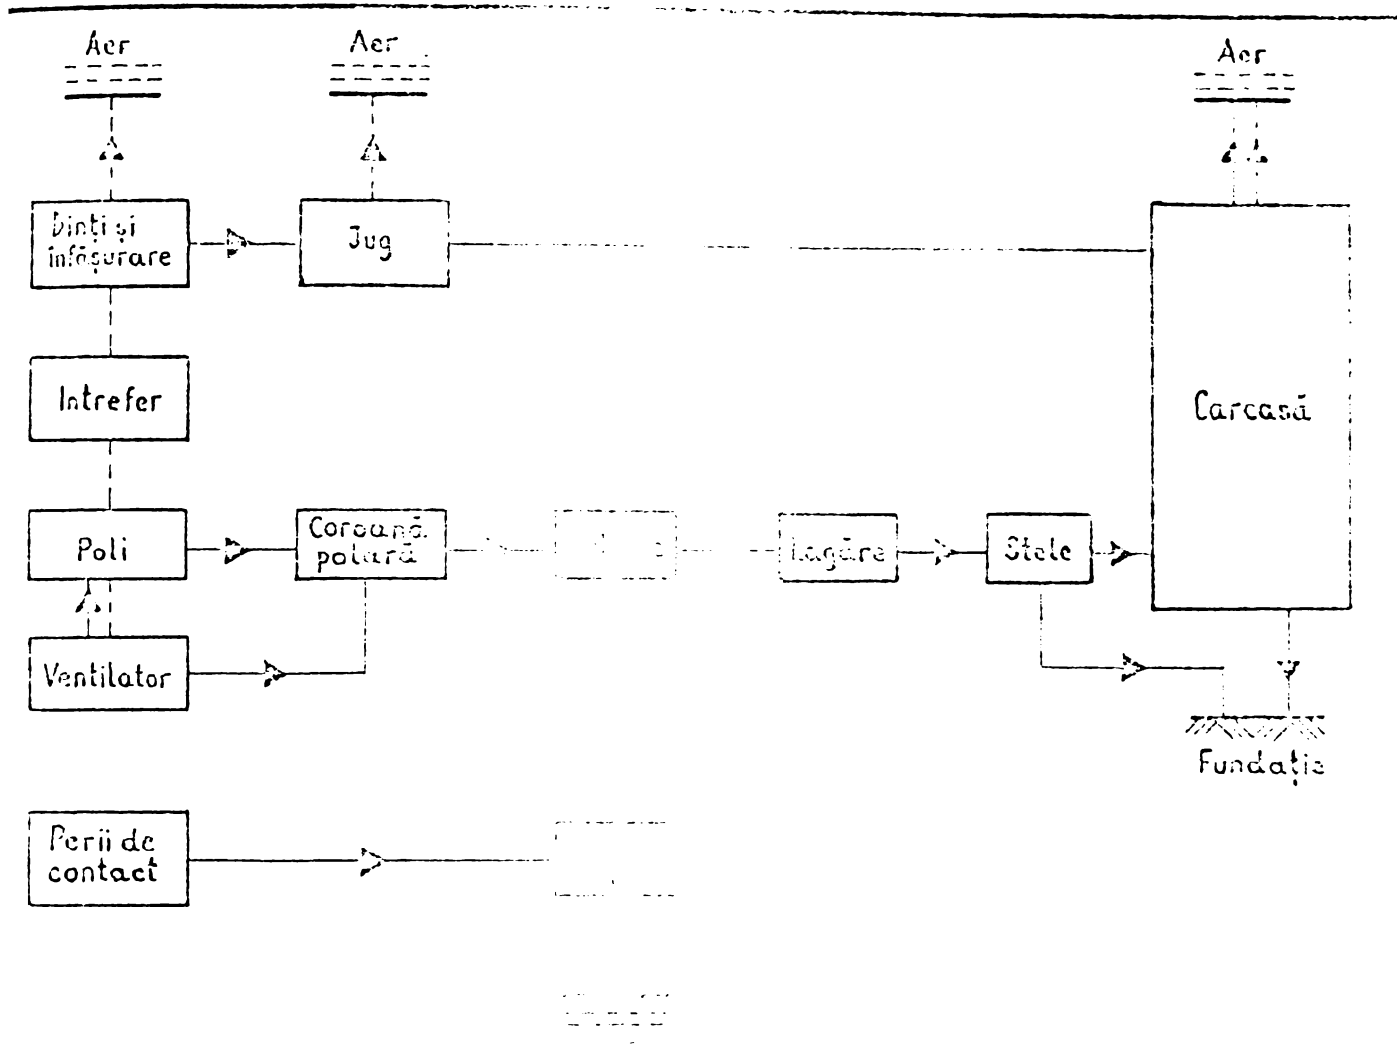 Aer
Aer
Aer
Dinți și
înfășurare
Jug
Intrefer
Carcasă
Poli
Coroană
polară
Lagăre
Stele
Ventilator
Fundație
Perii de
contact